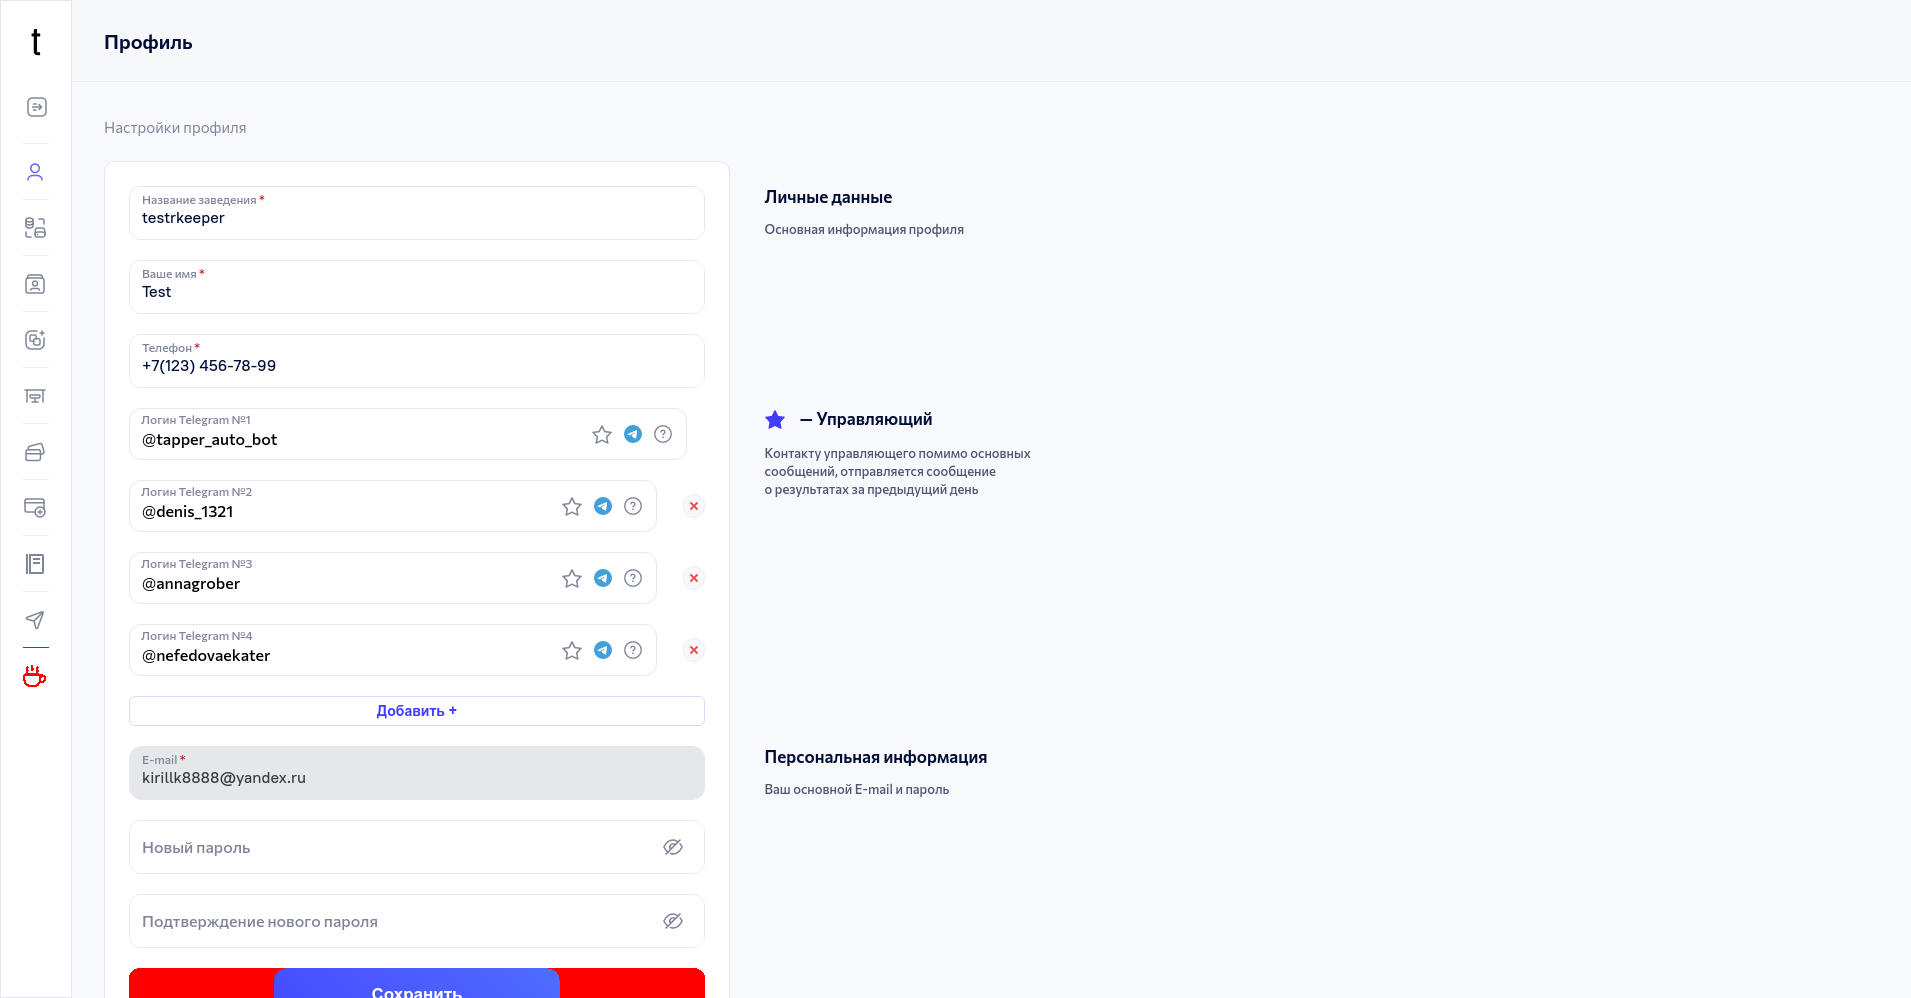 t
Профиль
Настройки профиля
Название заведения *
testrkeeper
Ваше имя *
Test
Телефон *
+7(123) 456-78-99
Логин Telegram №1
@tapper_auto_bot
Логин Telegram №2
@denis_1321
Логин Telegram №3
@annagrober
Логин Telegram №4
@nefedovaekater
Добавить +
E-mail *
kirillk8888@yandex.ru
Новый пароль
Подтверждение нового пароля
Сохранить
Личные данные
Основная информация профиля
— Управляющий
Контакту управляющего помимо основных
сообщений, отправляется сообщение
о результатах за предыдущий день
Персональная информация
Ваш основной E-mail и пароль